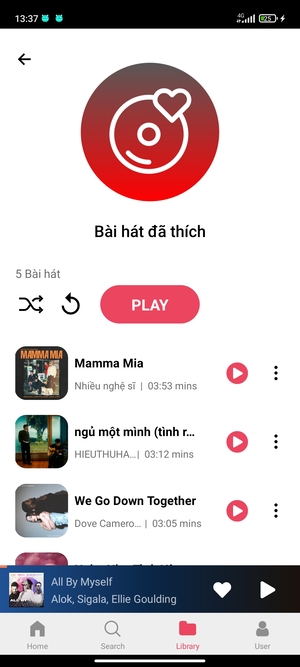 13:37
4G
25
Bài hát đã thích
5 Bài hát
PLAY
MAMMA MIA
Mamma Mia
Nhiều nghệ sĩ | 03:53 mins
ngủ một mình (tình r...
HIEUTHUHA... | 03:12 mins
We Go Down Together
Dove Camero... | 03:05 mins
All By Myself
Alok, Sigala, Ellie Goulding
Home
Search
Library
User